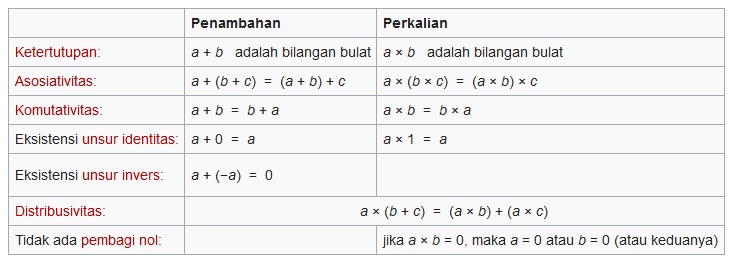 Penambahan Perkalian
Ketertutupan: a + b adalah bilangan bulat a × b adalah bilangan bulat
Asosiativitas: a + (b + c) = (a + b) + c a × (b × c) = (a × b) × c
Komutativitas: a + b = b + a a × b = b × a
Eksistensi unsur identitas: a + 0 = a a × 1 = a
Eksistensi unsur invers: a + (−a) = 0
Distribusivitas: a × (b + c) = (a × b) + (a × c)
Tidak ada pembagi nol: jika a × b = 0, maka a = 0 atau b = 0 (atau keduanya)